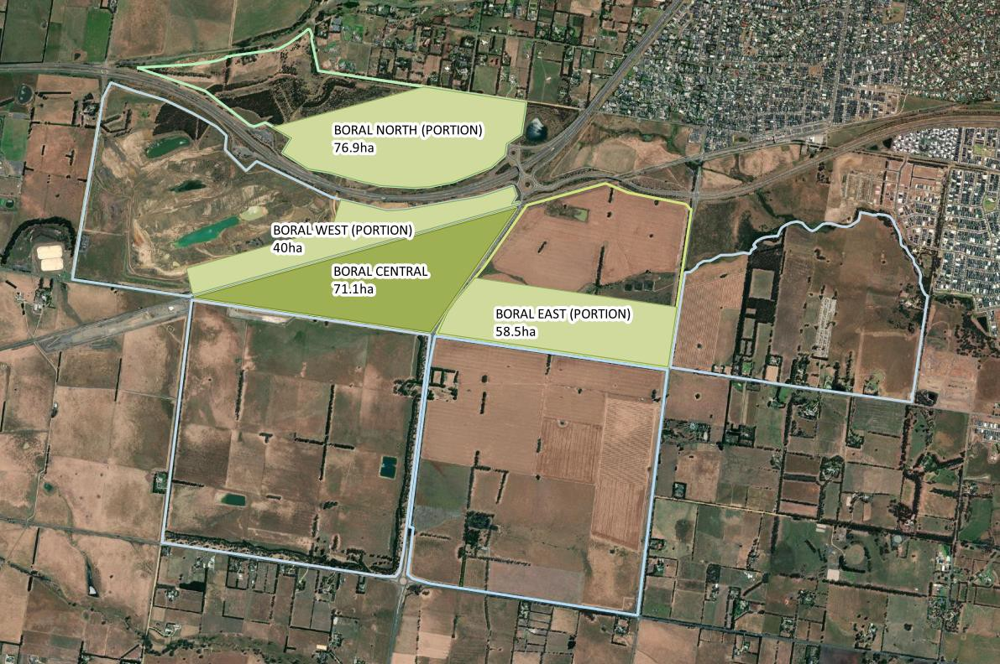 BORAL NORTH (PORTION)
76.9ha
BORAL WEST (PORTION)
40ha
BORAL CENTRAL
71.1ha
BORAL EAST (PORTION)
58.5ha